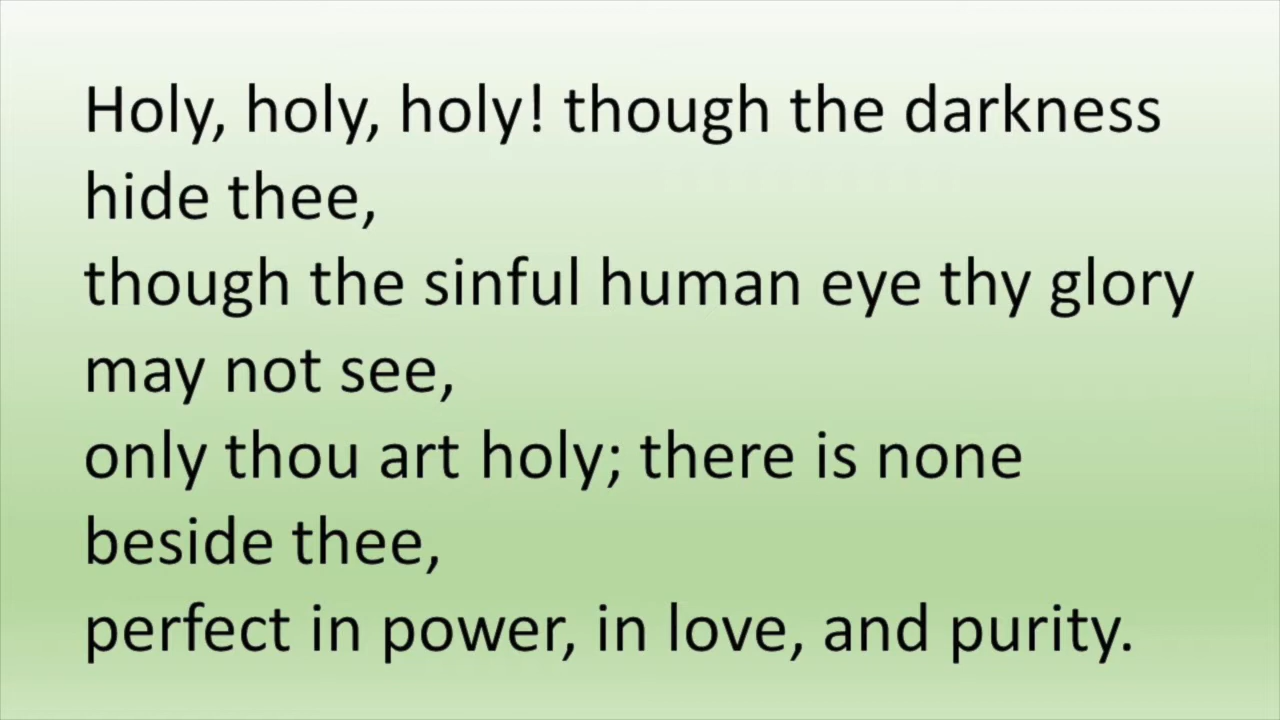 Holy, holy, holy! though the darkness
hide thee,
though the sinful human eye thy glory
may not see,
only thou art holy; there is none
beside thee,
perfect in power, in love, and purity.